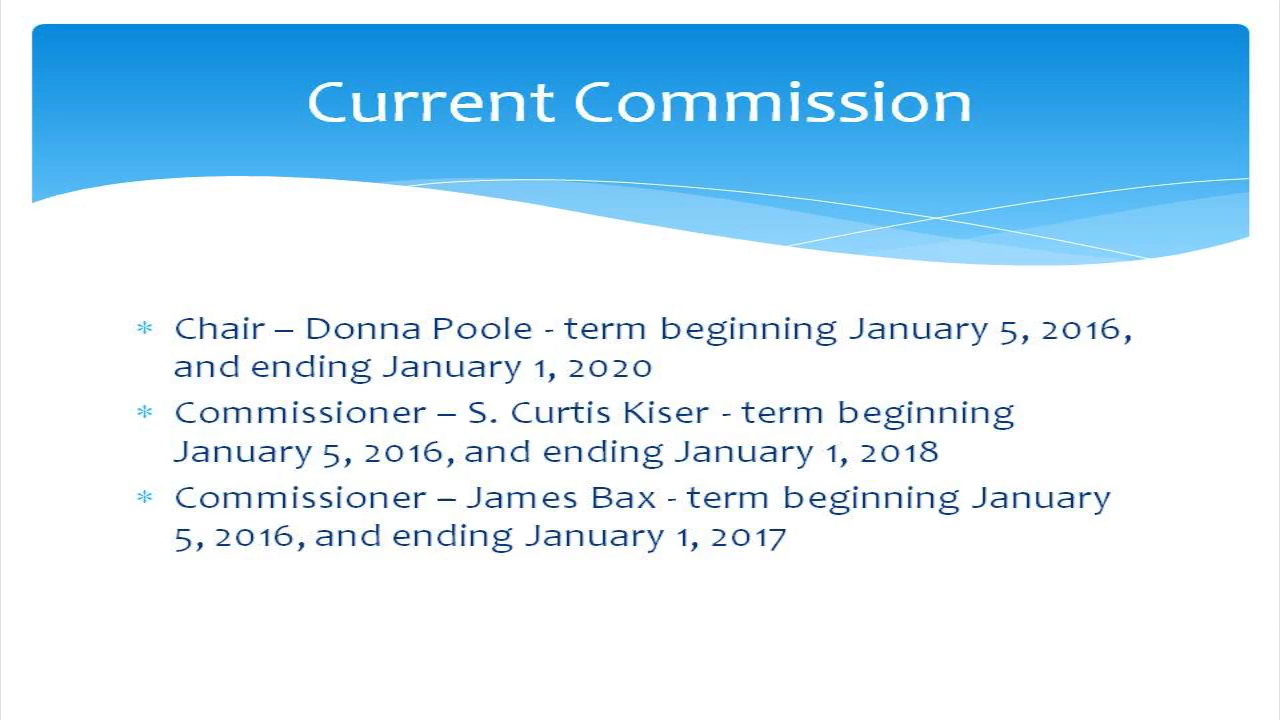 Current Commission
* Chair – Donna Poole - term beginning January 5, 2016,
and ending January 1, 2020
* Commissioner – S. Curtis Kiser - term beginning
January 5, 2016, and ending January 1, 2018
* Commissioner – James Bax - term beginning January
5, 2016, and ending January 1, 2017